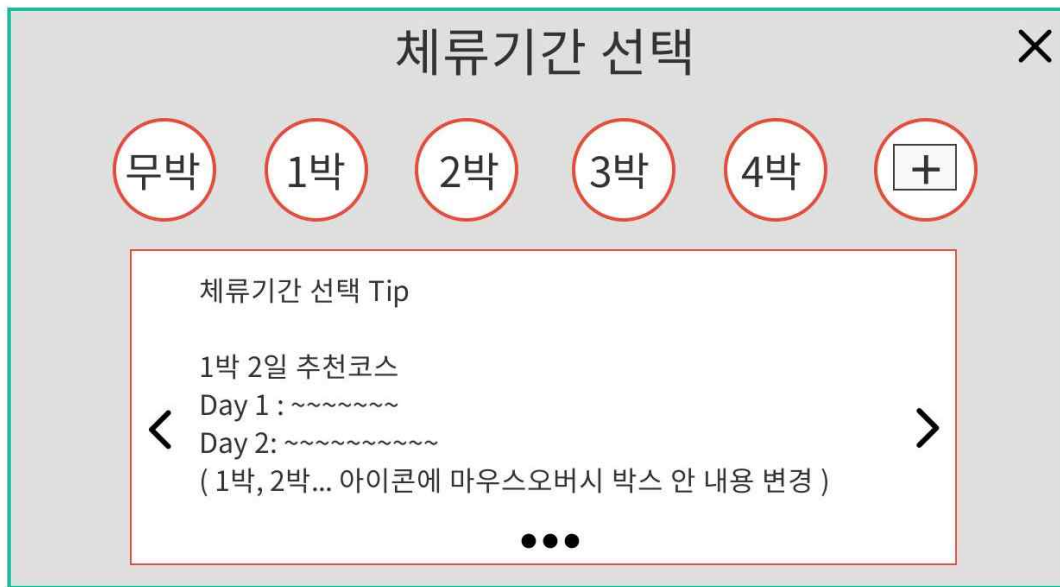 체류기간 선택
무박 1박 2박 3박 4박 +
체류기간 선택 Tip
1박 2일 추천코스
Day 1 : ~~~~~~~
Day 2: ~~~~~~~~~~
( 1박, 2박... 아이콘에 마우스오버시 박스 안 내용 변경 )